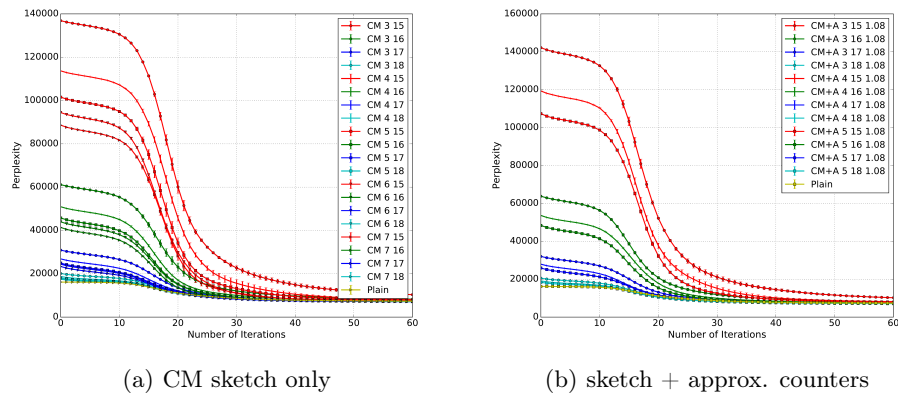 140000
120000
100000
80000
60000
40000
20000
0
Perplexity
0 10 20 30 40 50 60
Number of Iterations
CM 3 15
CM 3 16
CM 3 17
CM 3 18
CM 4 15
CM 4 16
CM 4 17
CM 4 18
CM 5 15
CM 5 16
CM 5 17
CM 5 18
CM 6 15
CM 6 16
CM 6 17
CM 6 18
CM 7 15
CM 7 16
CM 7 17
CM 7 18
Plain
(a) CM sketch only
160000
140000
120000
100000
80000
60000
40000
20000
0
Perplexity
0 10 20 30 40 50 60
Number of Iterations
CM+A 3 15 1.08
CM+A 3 16 1.08
CM+A 3 17 1.08
CM+A 3 18 1.08
CM+A 4 15 1.08
CM+A 4 16 1.08
CM+A 4 17 1.08
CM+A 4 18 1.08
CM+A 5 15 1.08
CM+A 5 16 1.08
CM+A 5 17 1.08
CM+A 5 18 1.08
Plain
(b) sketch + approx. counters